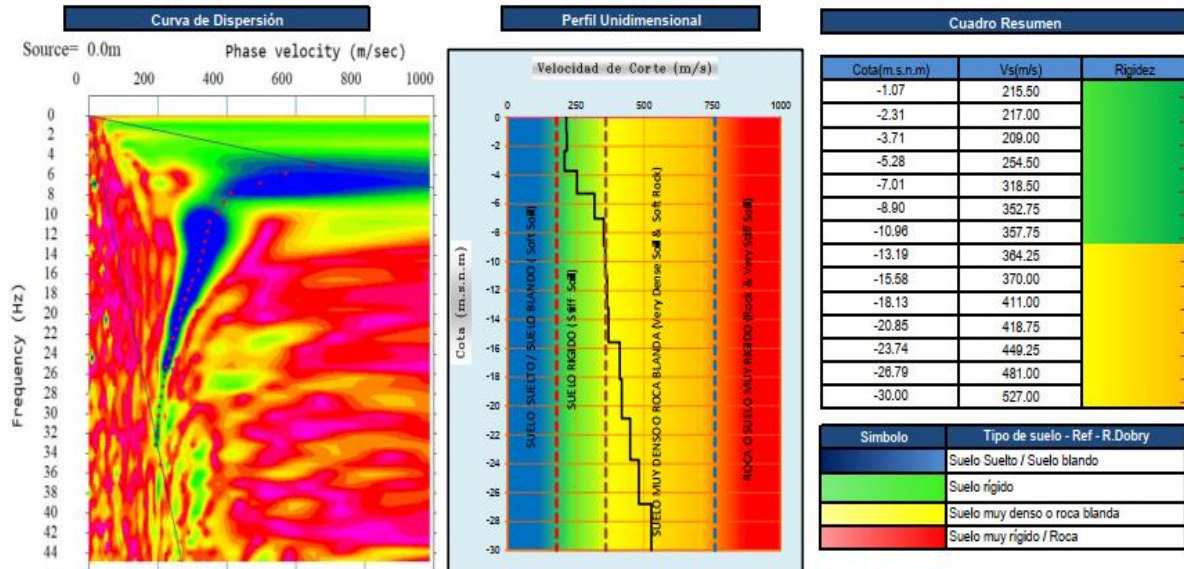 Curva de Dispersión
Source= 0.0m
Phase velocity (m/sec)
0 200 400 600 800 1000
Frequency (Hz)
0
2
4
6
8
10
12
14
16
18
20
22
24
26
28
30
32
34
36
38
40
42
44
Perfil Unidimensional
Velocidad de Corte (m/s)
0 250 500 750 1000
Cota (m.s.n.m)
0
-2
-4
-6
-8
-10
-12
-14
-16
-18
-20
-22
-24
-26
-28
-30
SUELO SUELTO / SUELO BLANDO ( Soft Soil)
SUELO RIGIDO ( Stiff Soil)
SUELO MUY DENSO O ROCA BLANDA (Very Dense Soil & Soft Rock)
ROCA O SUELO MUY RIGIDO (Rock & Very Stiff Soil)
Cuadro Resumen
Cota(m.s.n.m) Vs(m/s) Rigidez
-1.07 215.50
-2.31 217.00
-3.71 209.00
-5.28 254.50
-7.01 318.50
-8.90 352.75
-10.96 357.75
-13.19 364.25
-15.58 370.00
-18.13 411.00
-20.85 418.75
-23.74 449.25
-26.79 481.00
-30.00 527.00
Simbolo Tipo de suelo - Ref - R.Dobry
Suelo Suelto / Suelo blando
Suelo rígido
Suelo muy denso o roca blanda
Suelo muy rígido / Roca